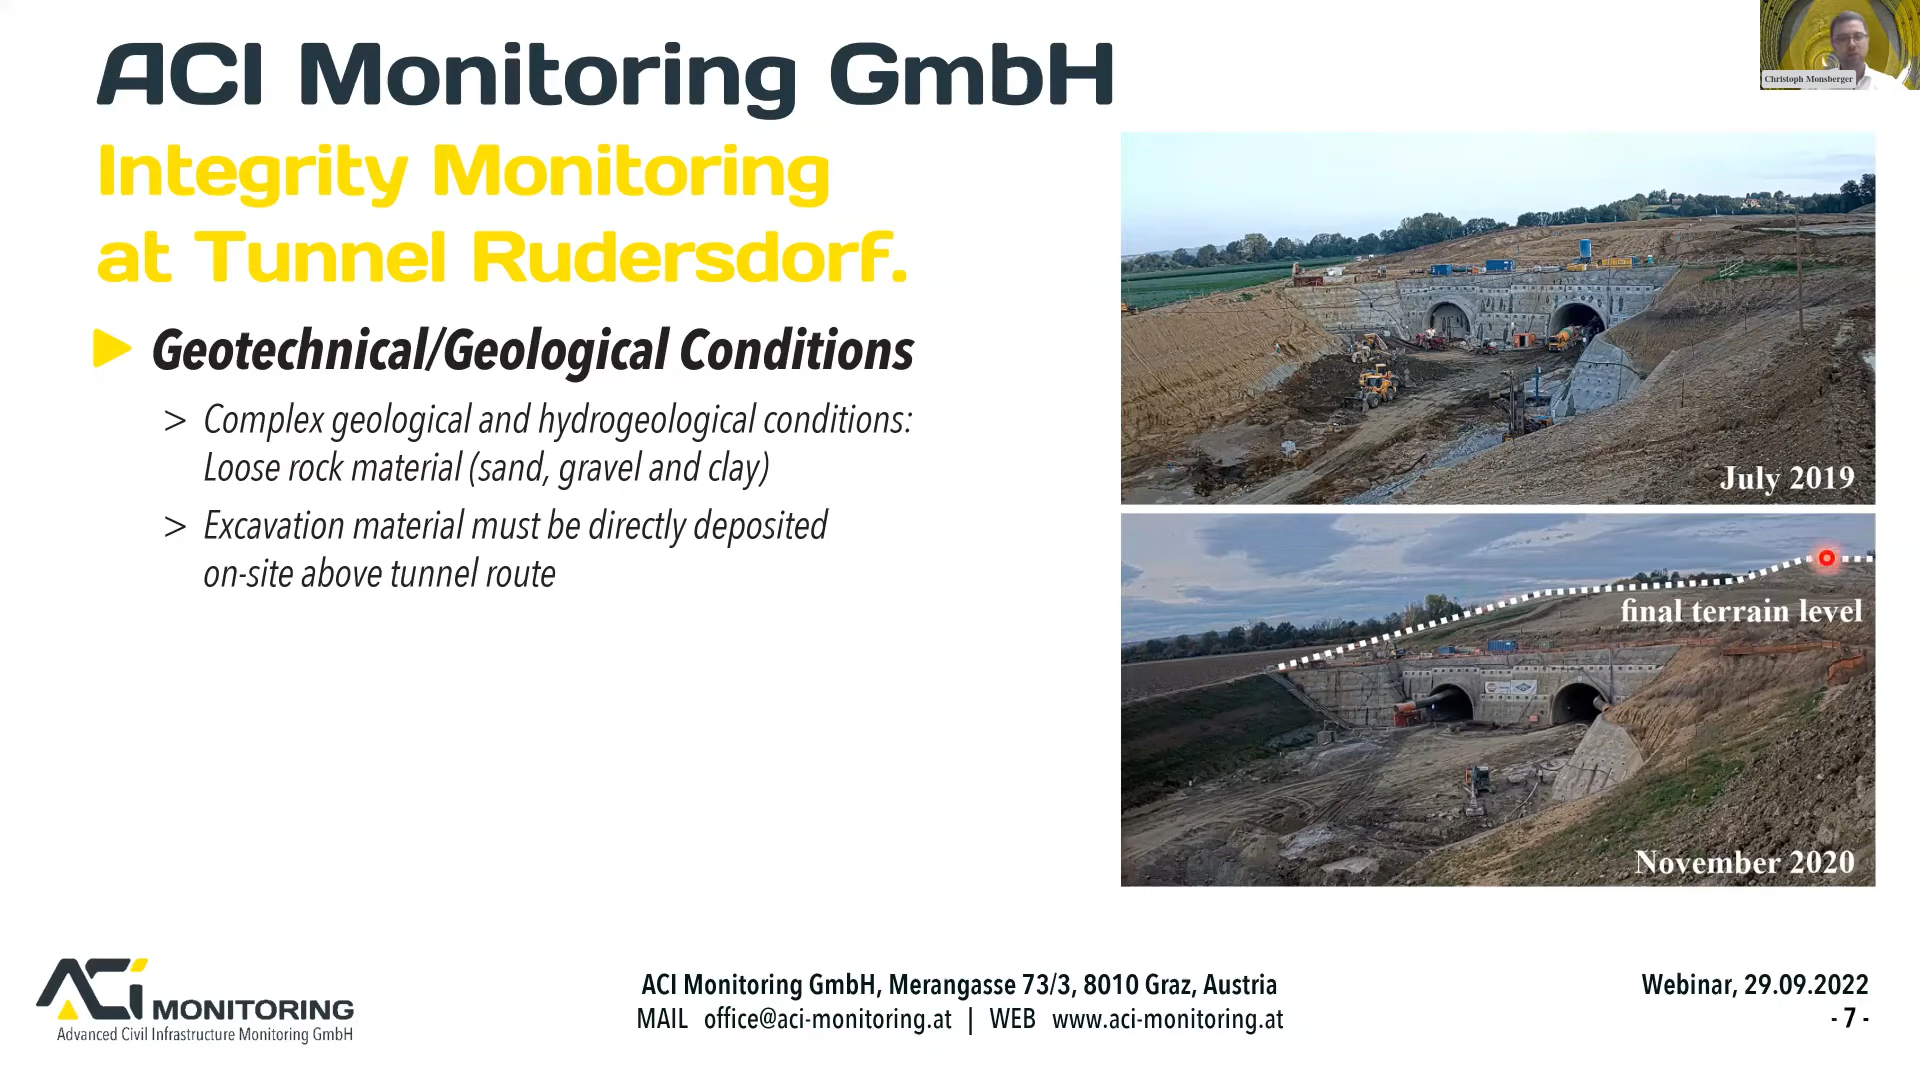 ACI Monitoring GmbH
Integrity Monitoring
at Tunnel Rudersdorf.
Geotechnical/Geological Conditions
> Complex geological and hydrogeological conditions:
Loose rock material (sand, gravel and clay)
> Excavation material must be directly deposited
on-site above tunnel route
Christoph Monsberger
July 2019
final terrain level
November 2020
ACI MONITORING
Advanced Civil Infrastructure Monitoring GmbH
ACI Monitoring GmbH, Merangasse 73/3, 8010 Graz, Austria
MAIL office@aci-monitoring.at | WEB www.aci-monitoring.at
Webinar, 29.09.2022
- 7 -